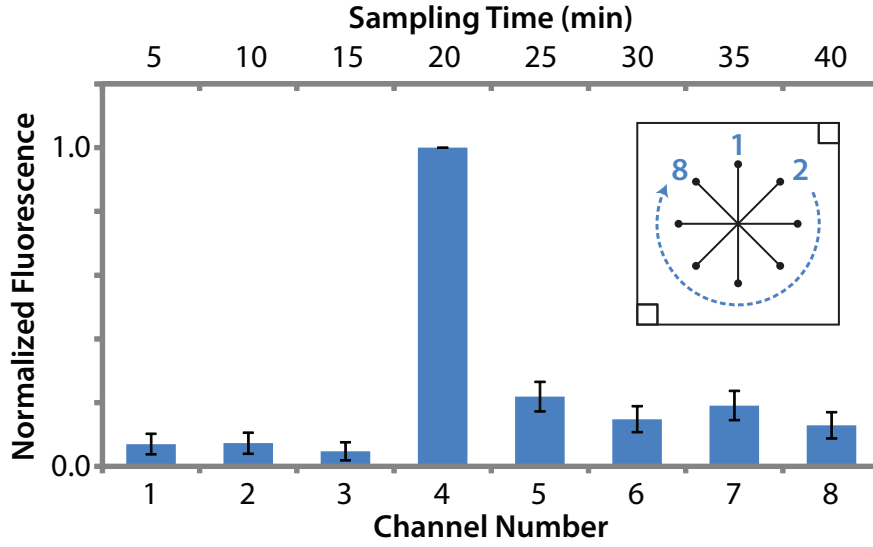 Sampling Time (min)
5 10 15 20 25 30 35 40
Normalized Fluorescence
1.0
0.0
1
8 2
1 2 3 4 5 6 7 8
Channel Number